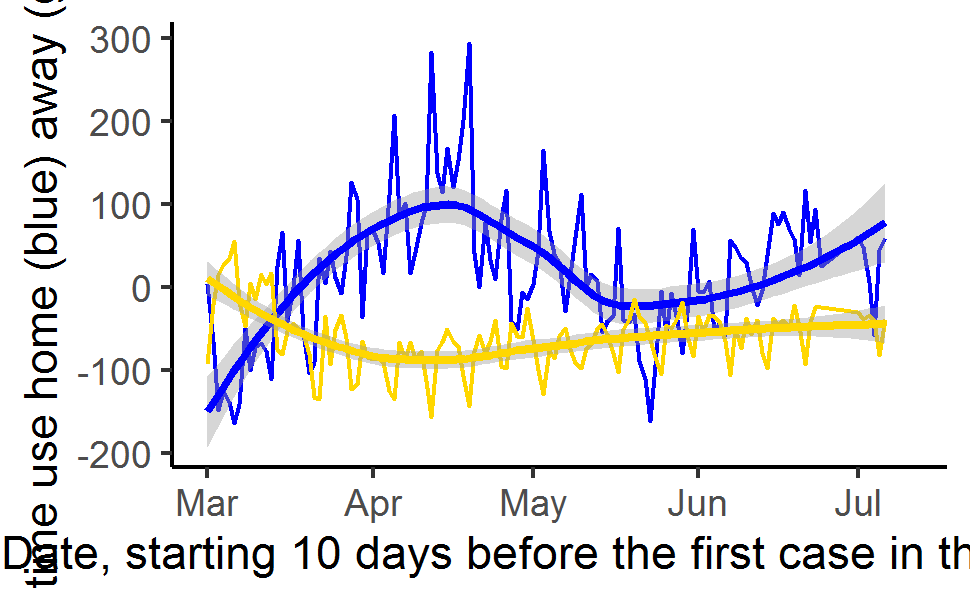 time use home (blue) away (
300
200
100
0
-100
-200
Mar Apr May Jun Jul
Date, starting 10 days before the first case in th